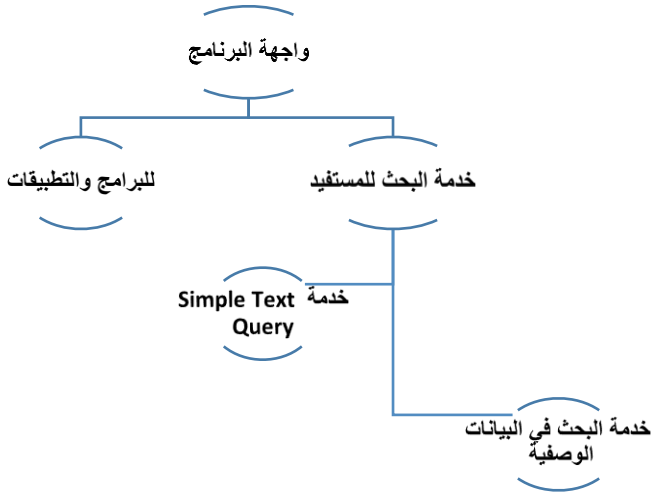 واجهة البرنامج
خدمة البحث للمستفيد
للبرامج والتطبيقات
خدمة Simple Text
Query
خدمة البحث في البيانات
الوصفية